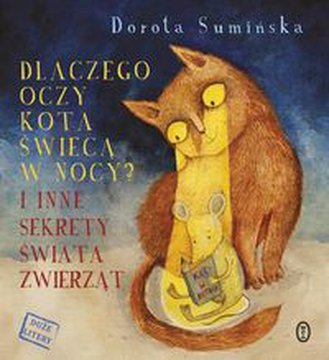 Dorota Sumińska
DLACZEGO
OCZY
KOTA
ŚWIECĄ
W NOCY?
I INNE
SEKRETY
ŚWIATA
ZWIERZĄT
DUŻE
LITERY